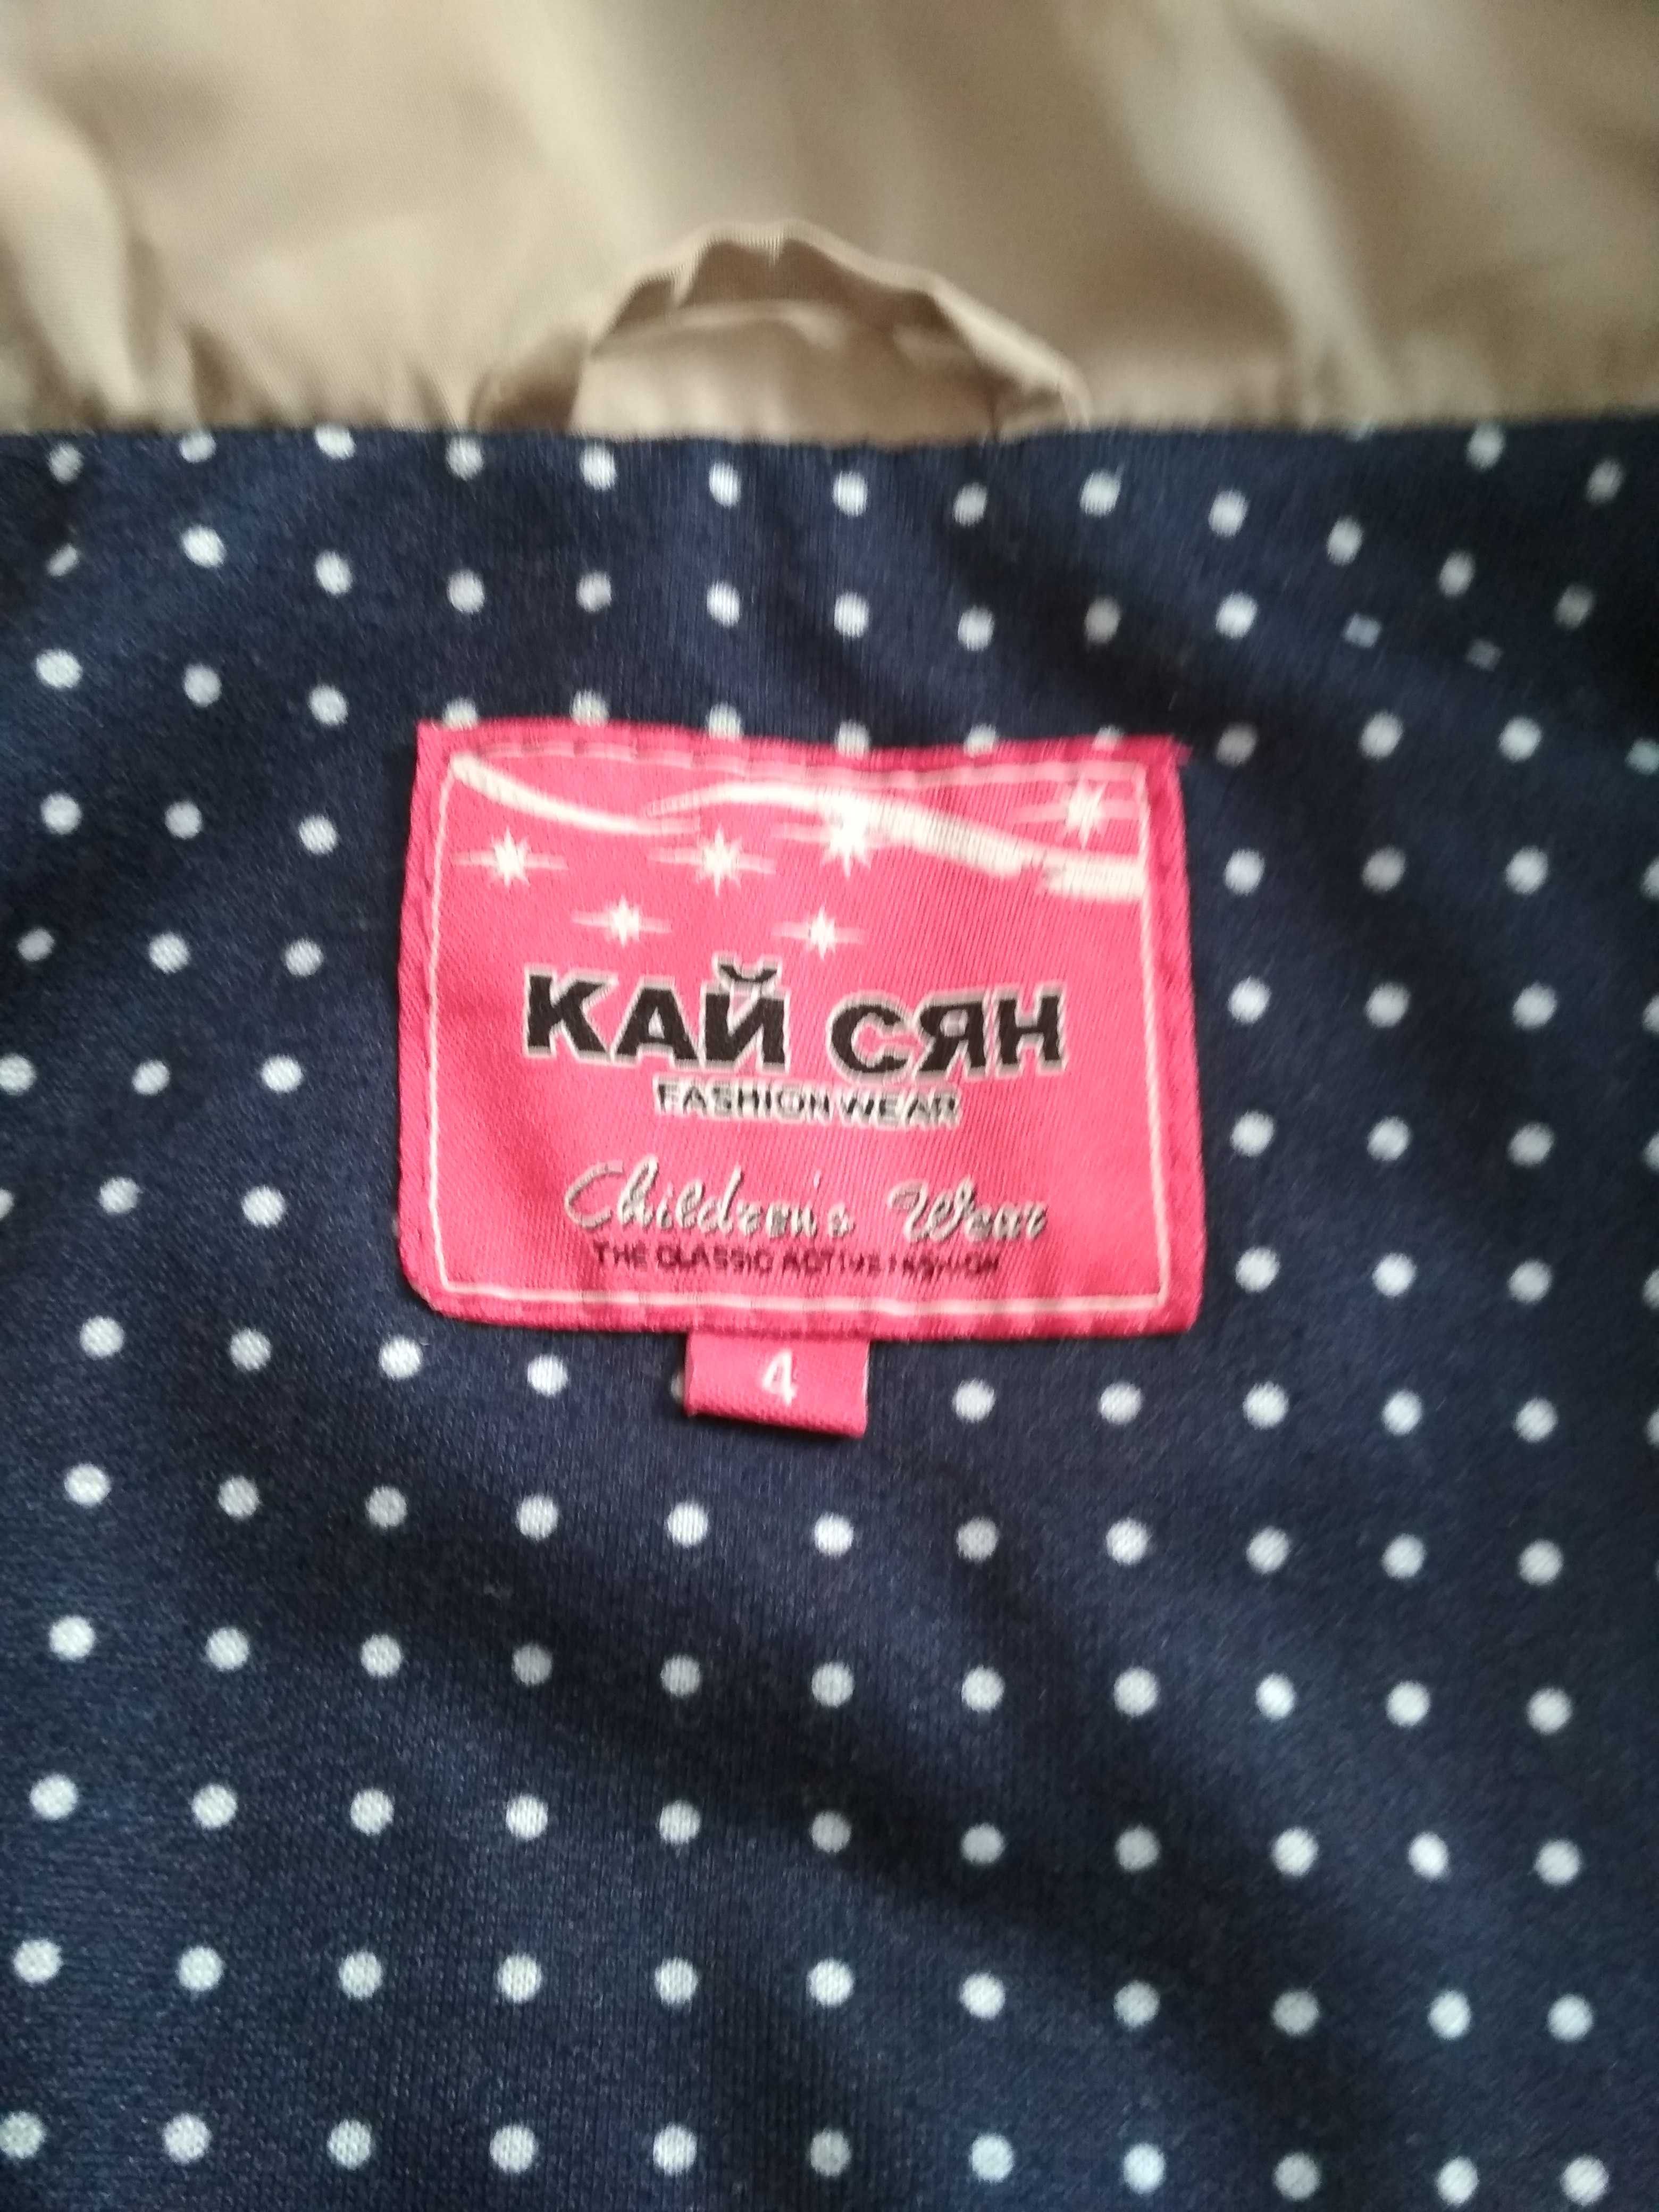 КАЙ СЯН
FASHION WEAR
Children's Wear
THE CLASSIC ACTIVE FASHION
4